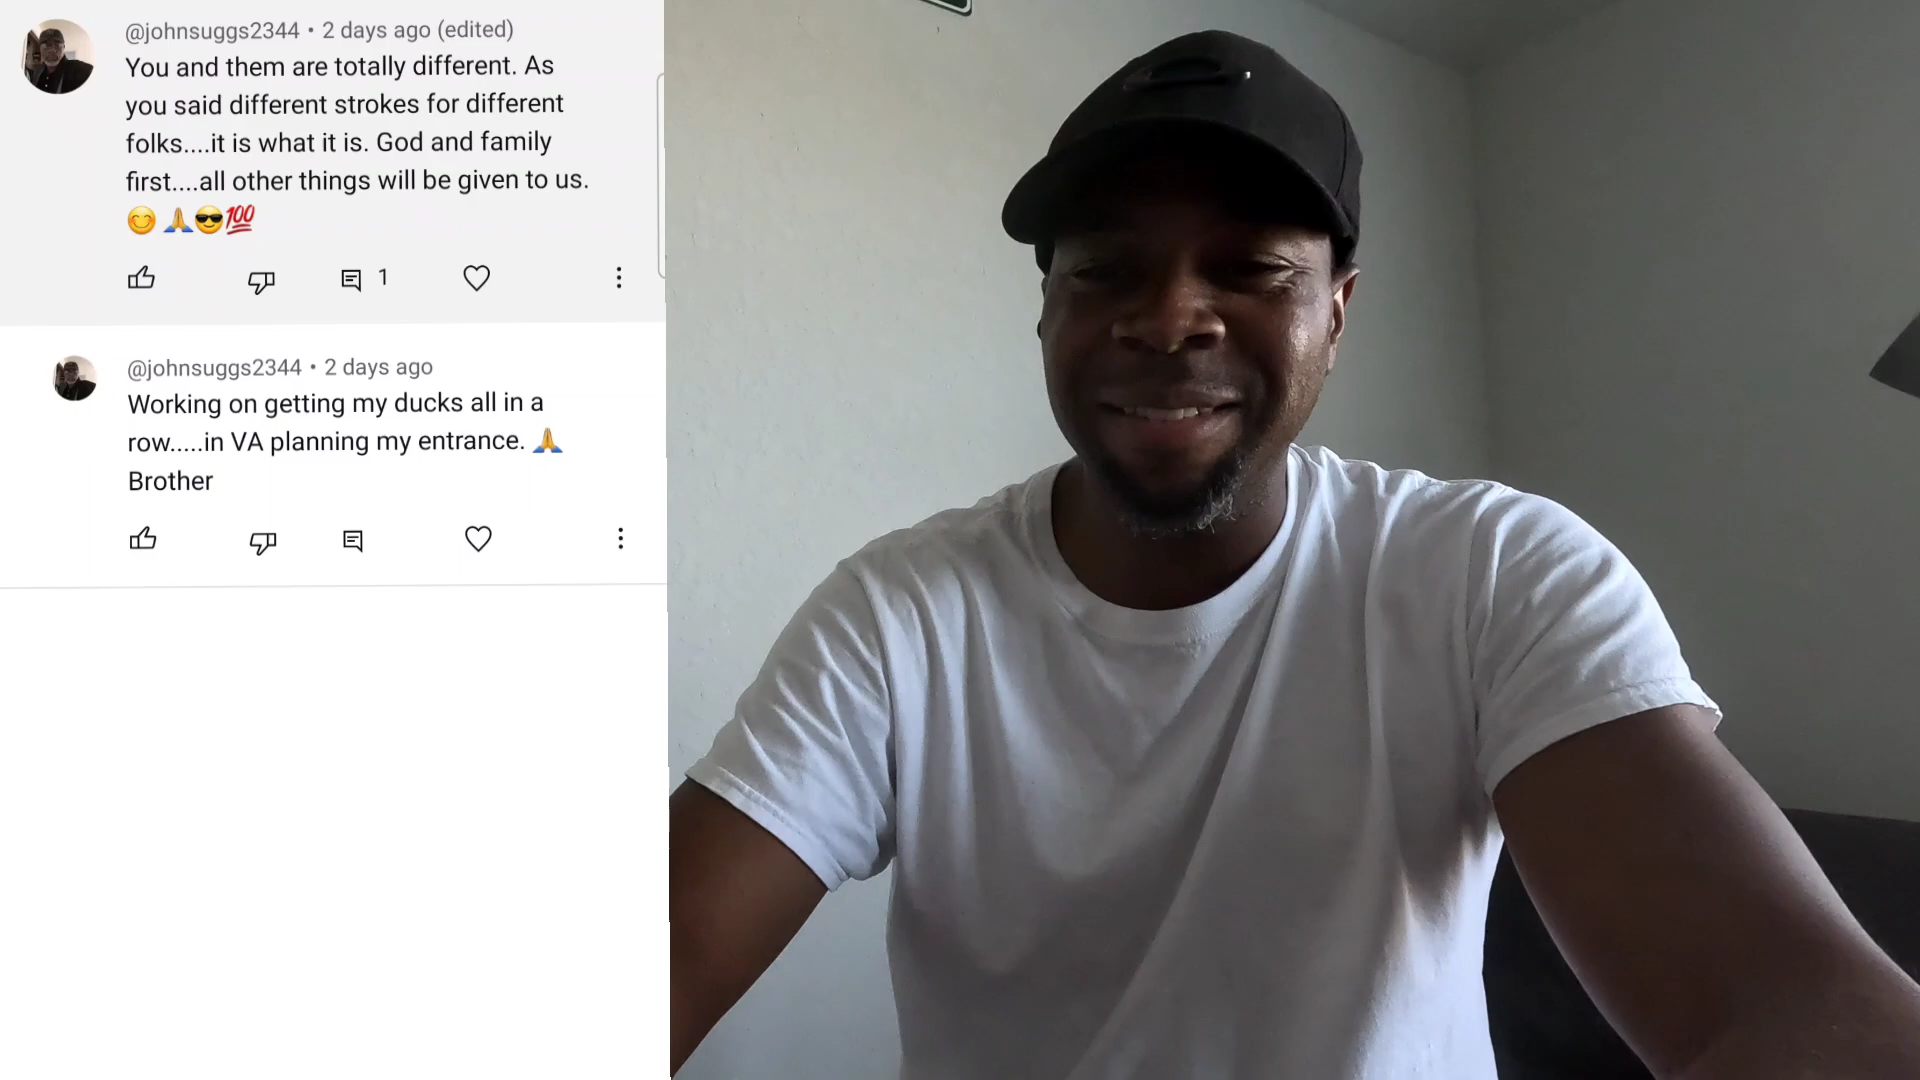 @johnsuggs2344 • 2 days ago (edited)
You and them are totally different. As
you said different strokes for different
folks....it is what it is. God and family
first....all other things will be given to us.
😊 🙏😎💯
1
@johnsuggs2344 • 2 days ago
Working on getting my ducks all in a
row.....in VA planning my entrance. 🙏
Brother